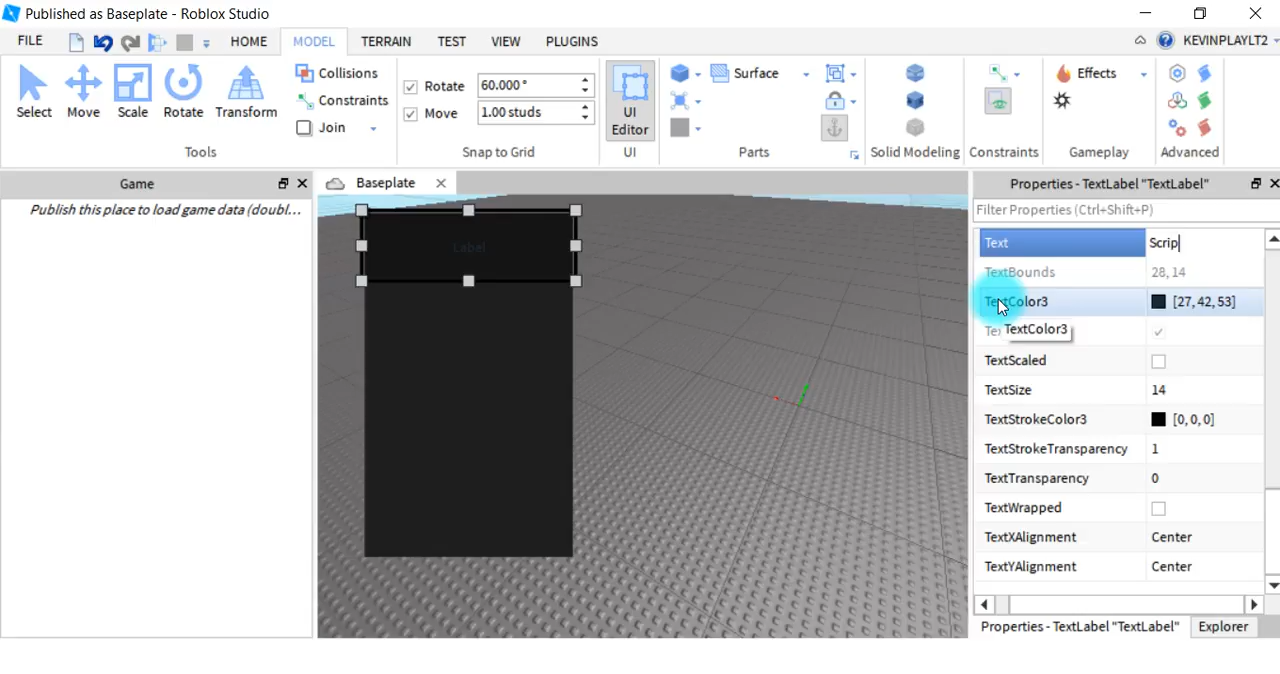 Published as Baseplate - Roblox Studio
FILE HOME MODEL TERRAIN TEST VIEW PLUGINS KEVINPLAYLT2
Select Move Scale Rotate Transform
Collisions
Constraints
Join
Tools
Rotate 60.000 °
Move 1.00 studs
Snap to Grid
UI
Editor
UI
Surface
Parts
Solid Modeling
Constraints
Effects
Gameplay
Advanced
Game
Publish this place to load game data (doubl...
Baseplate
Label
Properties - TextLabel "TextLabel"
Filter Properties (Ctrl+Shift+P)
Text Scrip
TextBounds 28, 14
TextColor3 [27, 42, 53]
Te TextColor3
TextScaled
TextSize 14
TextStrokeColor3 [0, 0, 0]
TextStrokeTransparency 1
TextTransparency 0
TextWrapped
TextXAlignment Center
TextYAlignment Center
Properties - TextLabel "TextLabel" Explorer